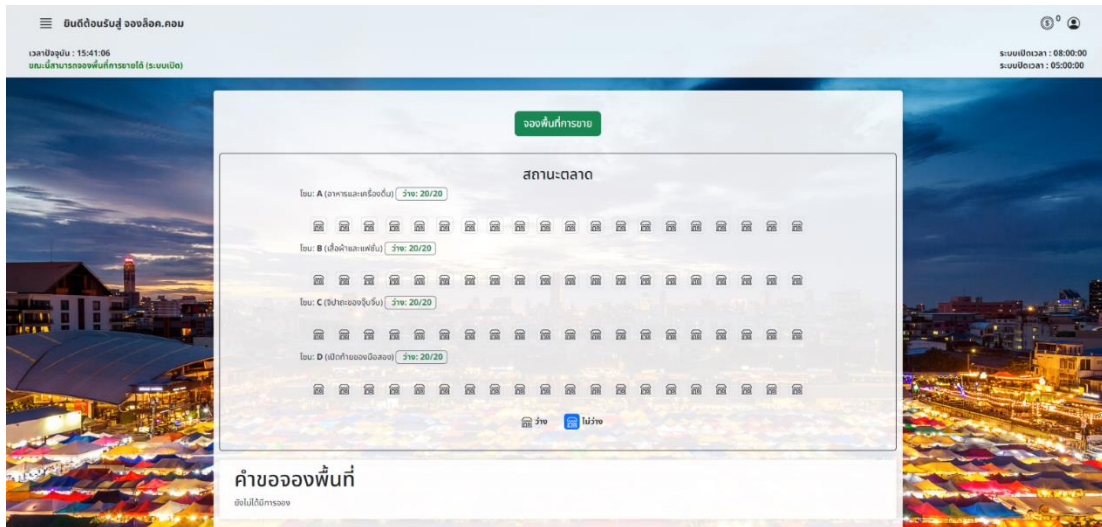 ยินดีต้อนรับสู่ จองล็อค.คอม
0
เวลาปัจจุบัน : 15:41:06
ขณะนี้สามารถจองพื้นที่การขายได้ (ระบบเปิด)
ระบบเปิดเวลา : 08:00:00
ระบบปิดเวลา : 05:00:00
จองพื้นที่การขาย
สถานะตลาด
โซน: A (อาหารและเครื่องดื่ม) ว่าง: 20/20
โซน: B (เสื้อผ้าและแฟชั่น) ว่าง: 20/20
โซน: C (จิปาถะของจุ๊บจิ๊บ) ว่าง: 20/20
โซน: D (เปิดท้ายของมือสอง) ว่าง: 20/20
ว่าง ไม่ว่าง
คำขอจองพื้นที่
ยังไม่ได้มีการจอง